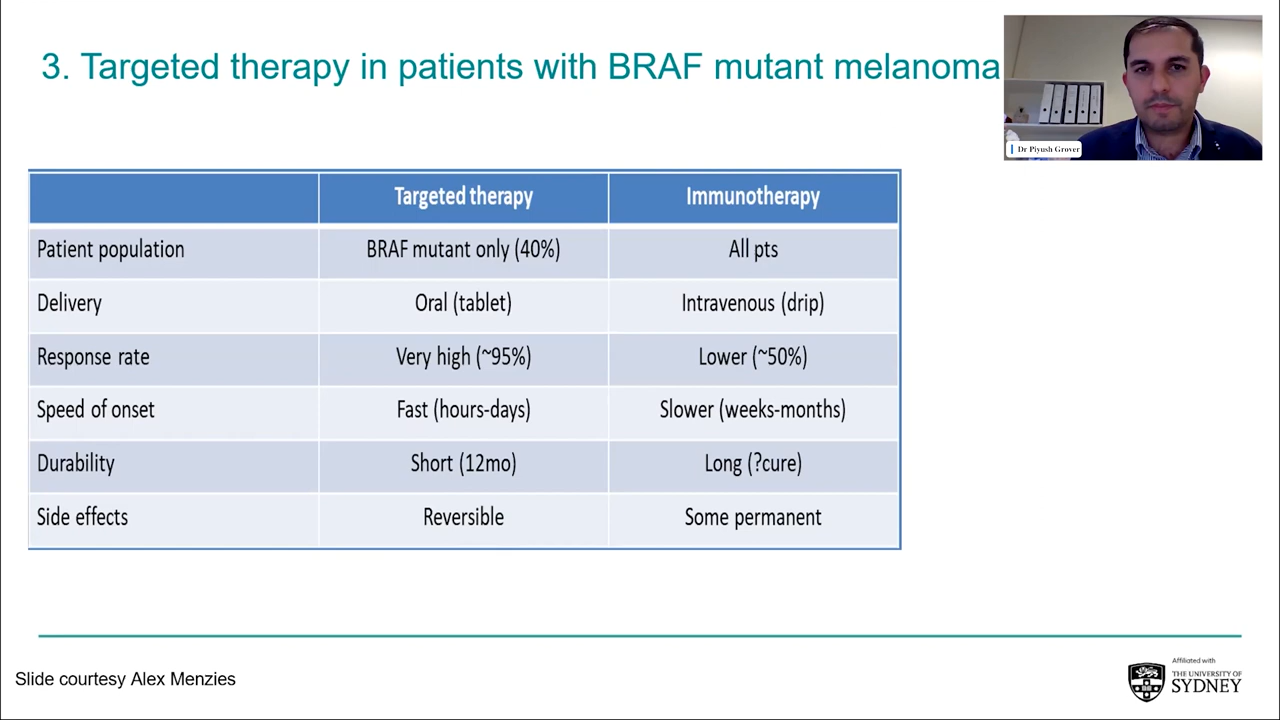 3. Targeted therapy in patients with BRAF mutant melanoma
Dr Piyush Grover
Targeted therapy Immunotherapy
Patient population BRAF mutant only (40%) All pts
Delivery Oral (tablet) Intravenous (drip)
Response rate Very high (~95%) Lower (~50%)
Speed of onset Fast (hours-days) Slower (weeks-months)
Durability Short (12mo) Long (?cure)
Side effects Reversible Some permanent
Slide courtesy Alex Menzies
Affiliated with
THE UNIVERSITY OF
SYDNEY